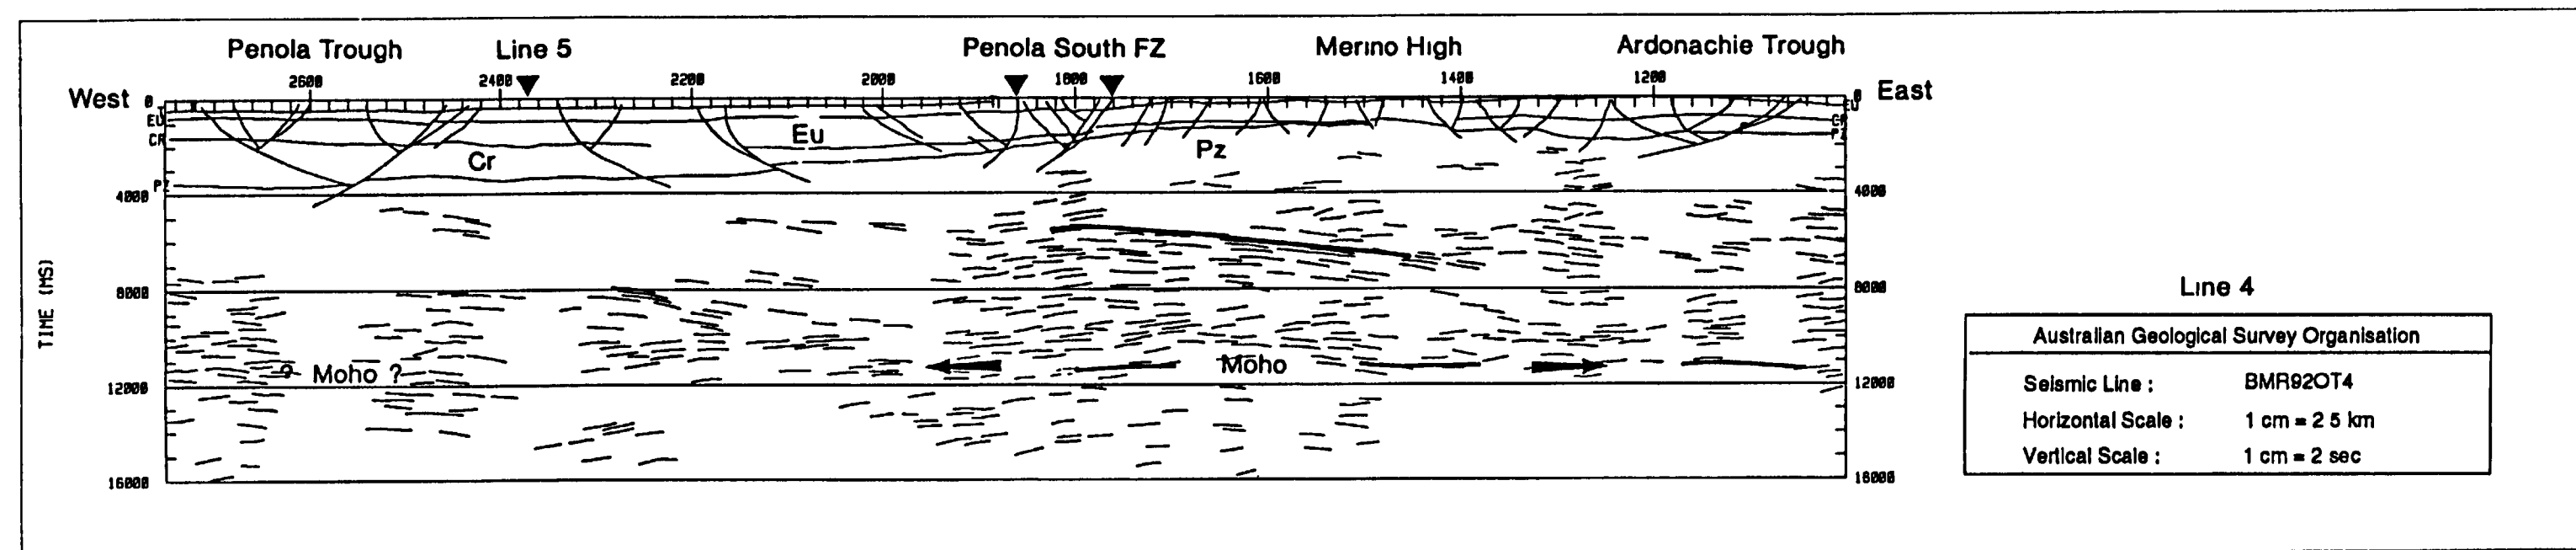 Penola Trough Line 5 Penola South FZ Merino High Ardonachie Trough
2600 2400 2200 2000 1800 1600 1400 1200
West 0 0 East
EU EU
CR CR
PZ PZ
Eu
Cr
Pz
4000 4000
8000 8000
TIME (MS)
? Moho ? Moho
12000 12000
16000 16000
Line 4
Australian Geological Survey Organisation
Seismic Line : BMR92OT4
Horizontal Scale : 1 cm = 2 5 km
Vertical Scale : 1 cm = 2 sec